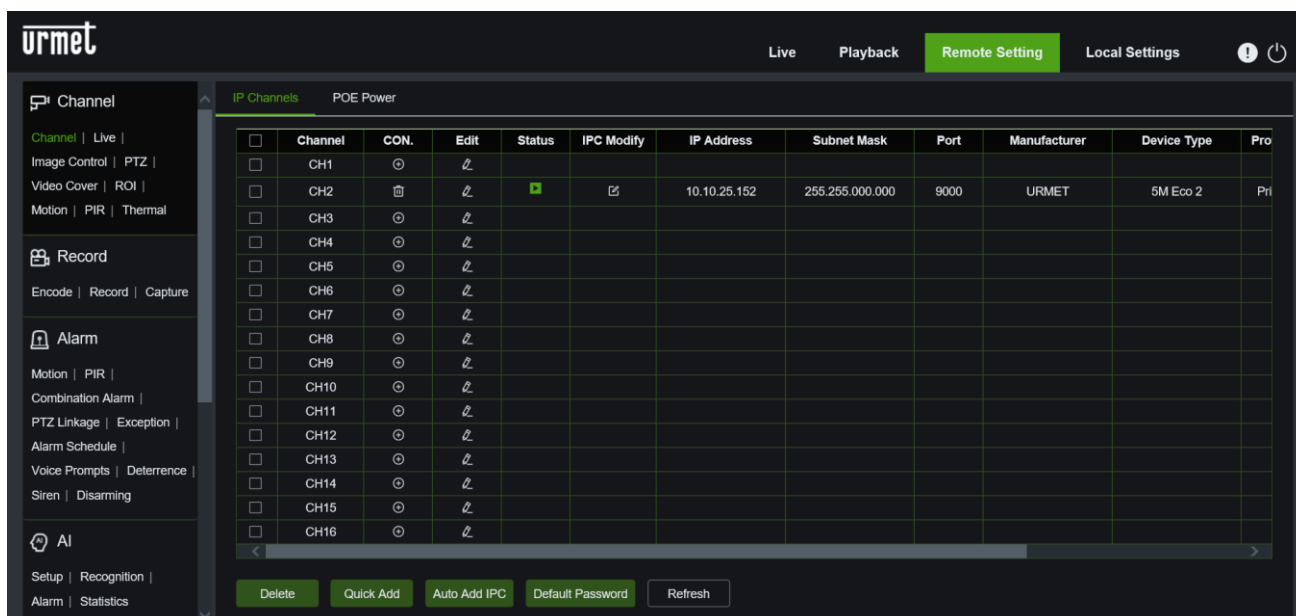 urmet
Live Playback Remote Setting Local Settings
Channel
Channel | Live |
Image Control | PTZ |
Video Cover | ROI |
Motion | PIR | Thermal
Record
Encode | Record | Capture
Alarm
Motion | PIR |
Combination Alarm |
PTZ Linkage | Exception |
Alarm Schedule |
Voice Prompts | Deterrence |
Siren | Disarming
AI
Setup | Recognition |
Alarm | Statistics
IP Channels POE Power
Channel CON. Edit Status IPC Modify IP Address Subnet Mask Port Manufacturer Device Type Pro
CH1
CH2 10.10.25.152 255.255.000.000 9000 URMET 5M Eco 2 Pri
CH3
CH4
CH5
CH6
CH7
CH8
CH9
CH10
CH11
CH12
CH13
CH14
CH15
CH16
Delete Quick Add Auto Add IPC Default Password Refresh